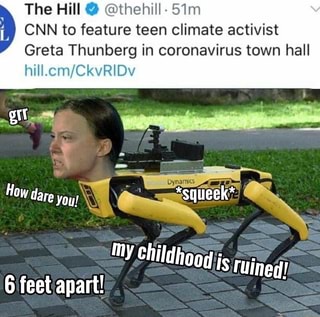 The Hill @thehill · 51m
CNN to feature teen climate activist
Greta Thunberg in coronavirus town hall
hill.cm/CkvRIDv
grr
Dynamics
*squeek*
How dare you!
my childhood is ruined!
6 feet apart!